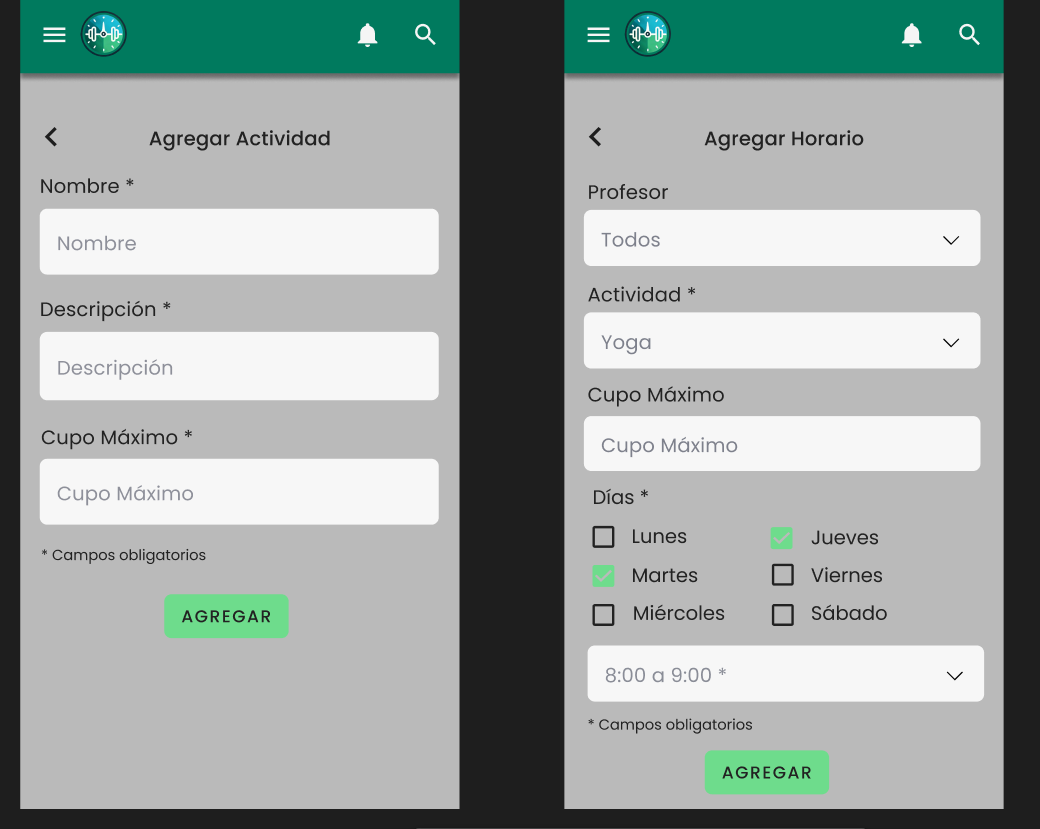 Agregar Actividad
Nombre *
Nombre
Descripción *
Descripción
Cupo Máximo *
Cupo Máximo
* Campos obligatorios
AGREGAR
Agregar Horario
Profesor
Todos
Actividad *
Yoga
Cupo Máximo
Cupo Máximo
Días *
Lunes
Jueves
Martes
Viernes
Miércoles
Sábado
8:00 a 9:00 *
* Campos obligatorios
AGREGAR